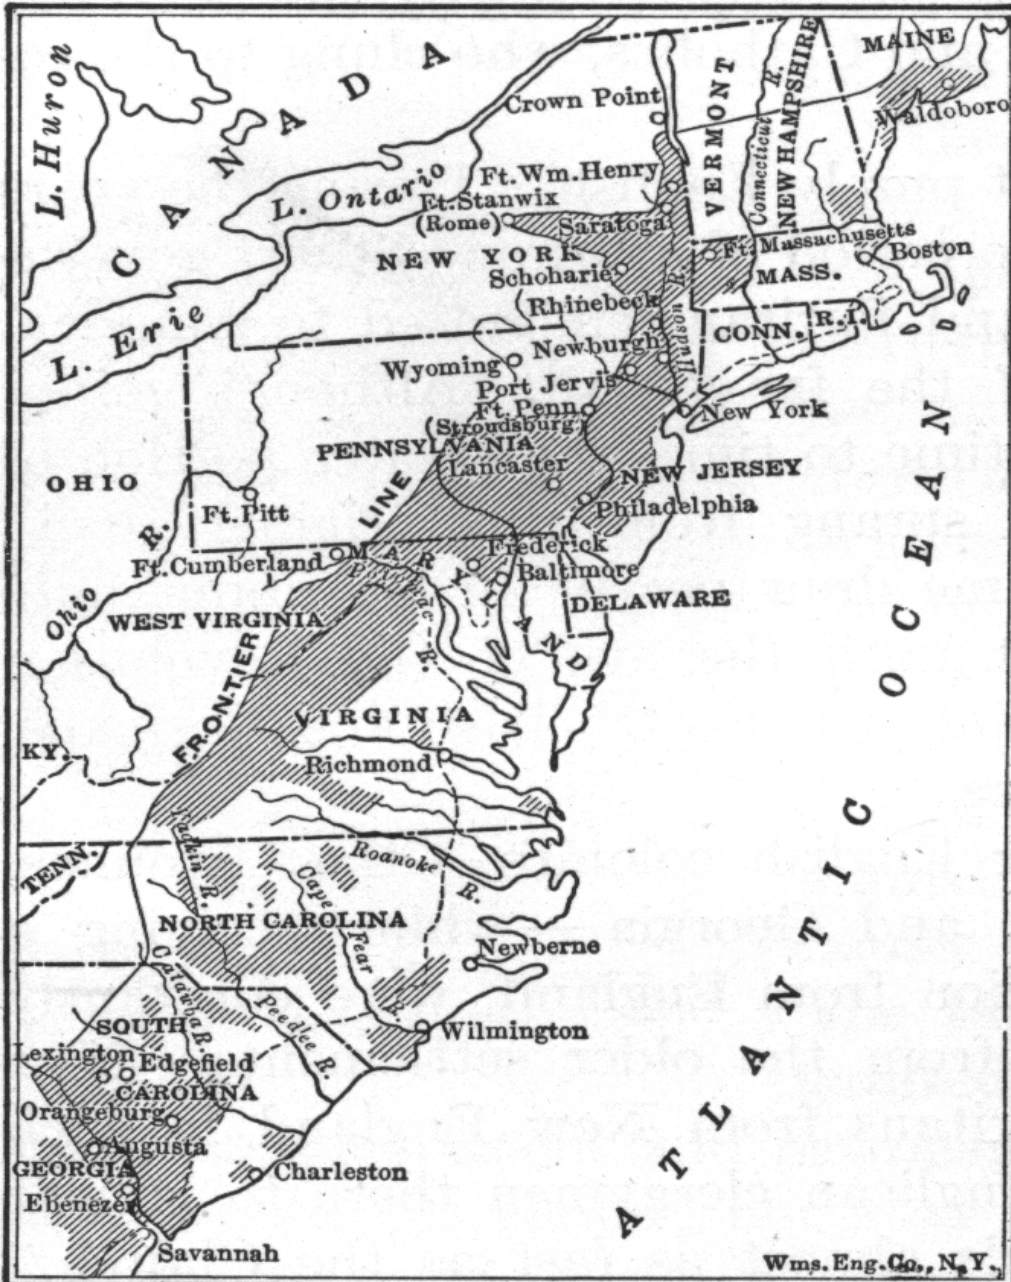 L. Huron
CANADA
L. Ontario
L. Erie
MAINE
Waldoboro
VERMONT
Connecticut R.
NEW HAMPSHIRE
Crown Point
Ft. Wm. Henry
Ft. Stanwix
(Rome)
Saratoga
NEW YORK
Schoharie
Ft. Massachusetts
MASS.
Boston
Rhinebeck
Hudson R.
CONN.
R.I.
Wyoming
Newburgh
Port Jervis
Ft. Penn
(Stroudsburg)
New York
PENNSYLVANIA
Lancaster
NEW JERSEY
Philadelphia
OHIO
Ft. Pitt
Ohio R.
Ft. Cumberland
MARYLAND
Frederick
Baltimore
Potomac R.
DELAWARE
WEST VIRGINIA
FRONTIER LINE
VIRGINIA
Richmond
KY.
TENN.
Roanoke R.
Yadkin R.
Cape Fear R.
NORTH CAROLINA
Newberne
Catawba R.
Peedee R.
Wilmington
SOUTH
CAROLINA
Lexington
Edgefield
Orangeburg
Augusta
GEORGIA
Ebenezer
Charleston
Savannah
ATLANTIC OCEAN
Wms. Eng. Co., N.Y.